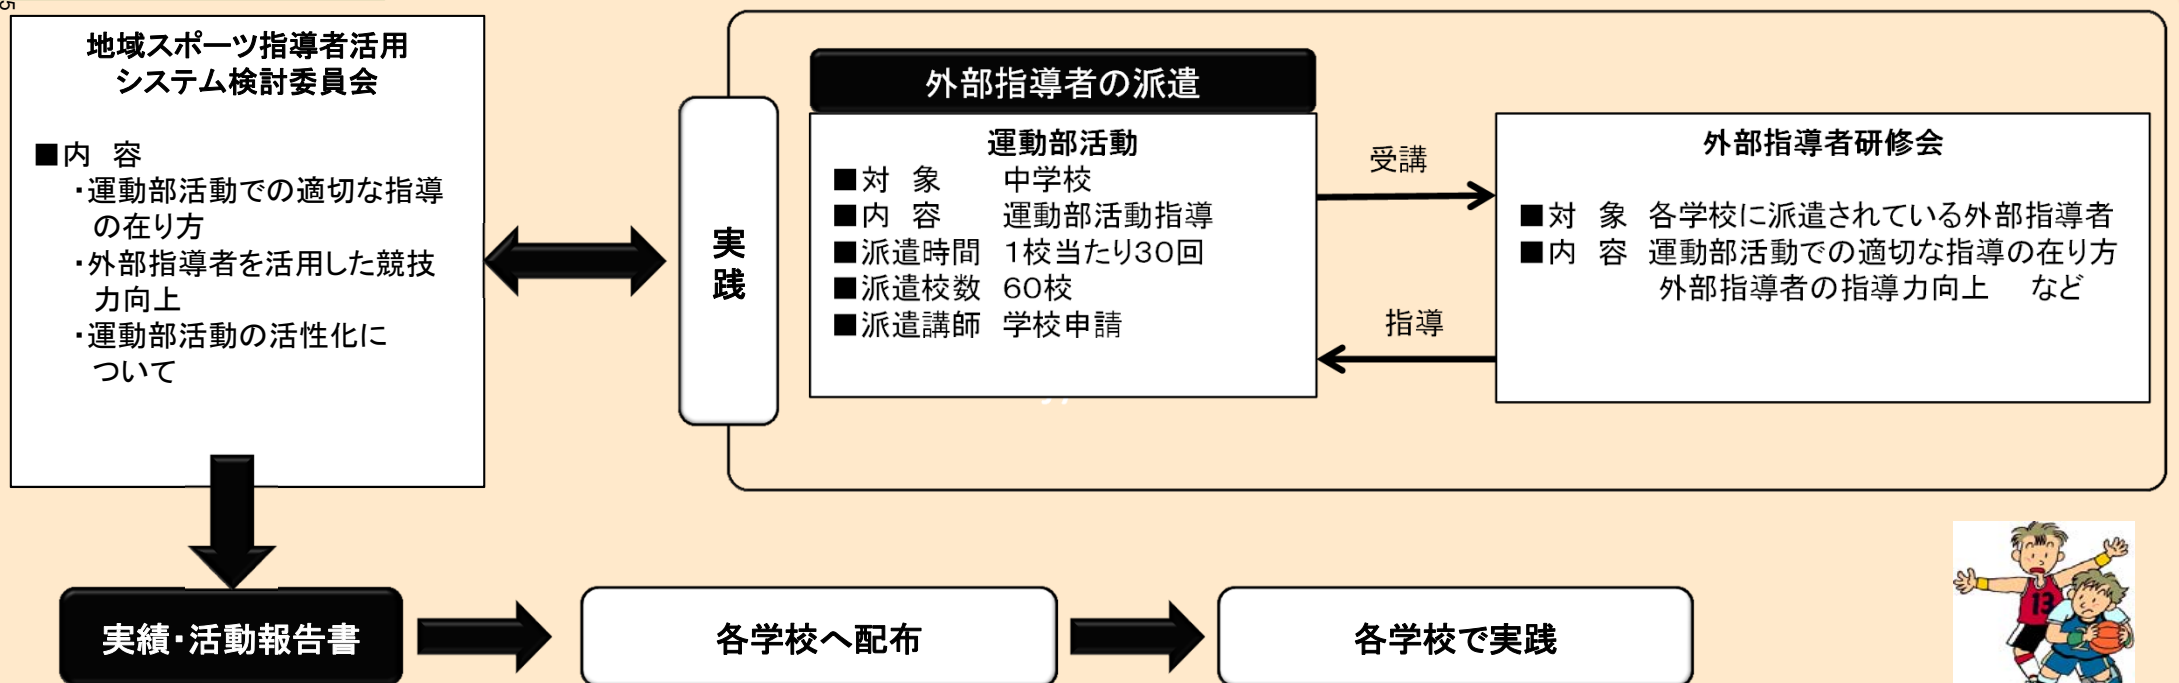 地域スポーツ指導者活用
システム検討委員会
■内 容
・運動部活動での適切な指導
の在り方
・外部指導者を活用した競技
力向上
・運動部活動の活性化に
ついて
実践
外部指導者の派遣
運動部活動
■対 象 中学校
■内 容 運動部活動指導
■派遣時間 1校当たり30回
■派遣校数 60校
■派遣講師 学校申請
受講
指導
外部指導者研修会
■対 象 各学校に派遣されている外部指導者
■内 容 運動部活動での適切な指導の在り方
外部指導者の指導力向上 など
実績・活動報告書
各学校へ配布
各学校で実践
13